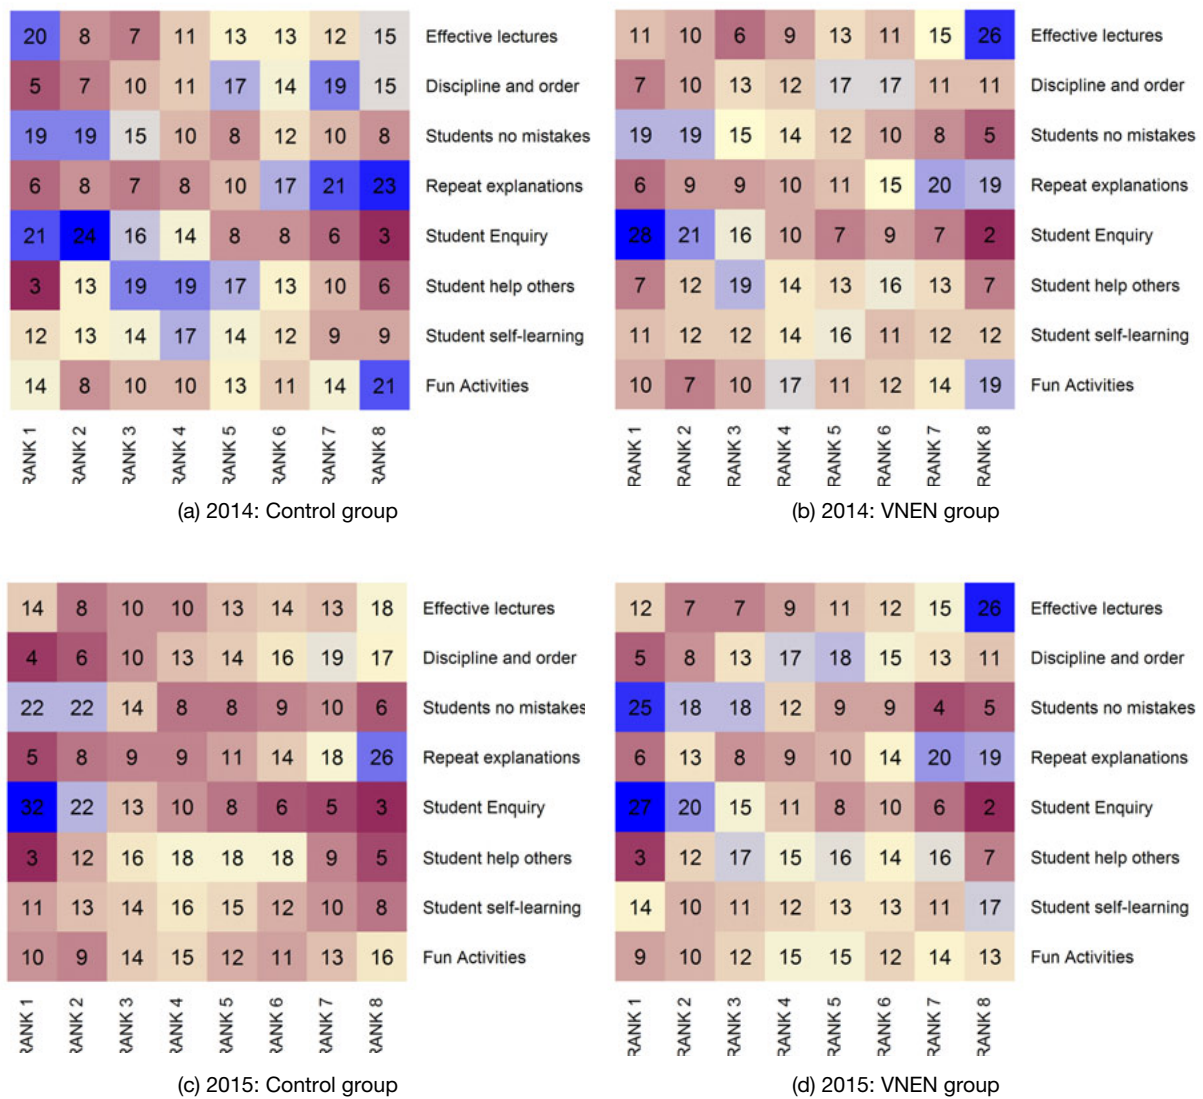 20 8 7 11 13 13 12 15 Effective lectures
5 7 10 11 17 14 19 15 Discipline and order
19 19 15 10 8 12 10 8 Students no mistakes
6 8 7 8 10 17 21 23 Repeat explanations
21 24 16 14 8 8 6 3 Student Enquiry
3 13 19 19 17 13 10 6 Student help others
12 13 14 17 14 12 9 9 Student self-learning
14 8 10 10 13 11 14 21 Fun Activities
RANK 1 RANK 2 RANK 3 RANK 4 RANK 5 RANK 6 RANK 7 RANK 8
(a) 2014: Control group
11 10 6 9 13 11 15 26 Effective lectures
7 10 13 12 17 17 11 11 Discipline and order
19 19 15 14 12 10 8 5 Students no mistakes
6 9 9 10 11 15 20 19 Repeat explanations
28 21 16 10 7 9 7 2 Student Enquiry
7 12 19 14 13 16 13 7 Student help others
11 12 12 14 16 11 12 12 Student self-learning
10 7 10 17 11 12 14 19 Fun Activities
RANK 1 RANK 2 RANK 3 RANK 4 RANK 5 RANK 6 RANK 7 RANK 8
(b) 2014: VNEN group
14 8 10 10 13 14 13 18 Effective lectures
4 6 10 13 14 16 19 17 Discipline and order
22 22 14 8 8 9 10 6 Students no mistakes
5 8 9 9 11 14 18 26 Repeat explanations
32 22 13 10 8 6 5 3 Student Enquiry
3 12 16 18 18 18 9 5 Student help others
11 13 14 16 15 12 10 8 Student self-learning
10 9 14 15 12 11 13 16 Fun Activities
RANK 1 RANK 2 RANK 3 RANK 4 RANK 5 RANK 6 RANK 7 RANK 8
(c) 2015: Control group
12 7 7 9 11 12 15 26 Effective lectures
5 8 13 17 18 15 13 11 Discipline and order
25 18 18 12 9 9 4 5 Students no mistakes
6 13 8 9 10 14 20 19 Repeat explanations
27 20 15 11 8 10 6 2 Student Enquiry
3 12 17 15 16 14 16 7 Student help others
14 10 11 12 13 13 11 17 Student self-learning
9 10 12 15 15 12 14 13 Fun Activities
RANK 1 RANK 2 RANK 3 RANK 4 RANK 5 RANK 6 RANK 7 RANK 8
(d) 2015: VNEN group